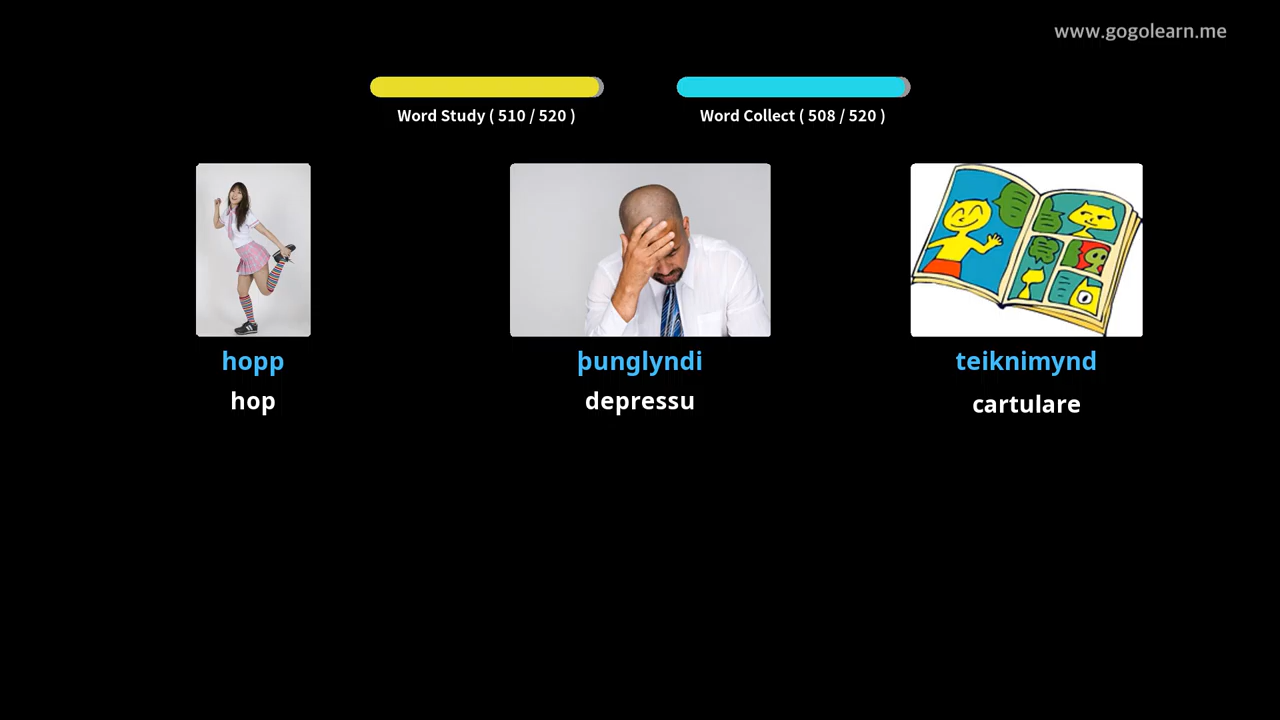 www.gogolearn.me
Word Study ( 510 / 520 )
Word Collect ( 508 / 520 )
hopp
þunglyndi
teiknimynd
hop
depressu
cartulare